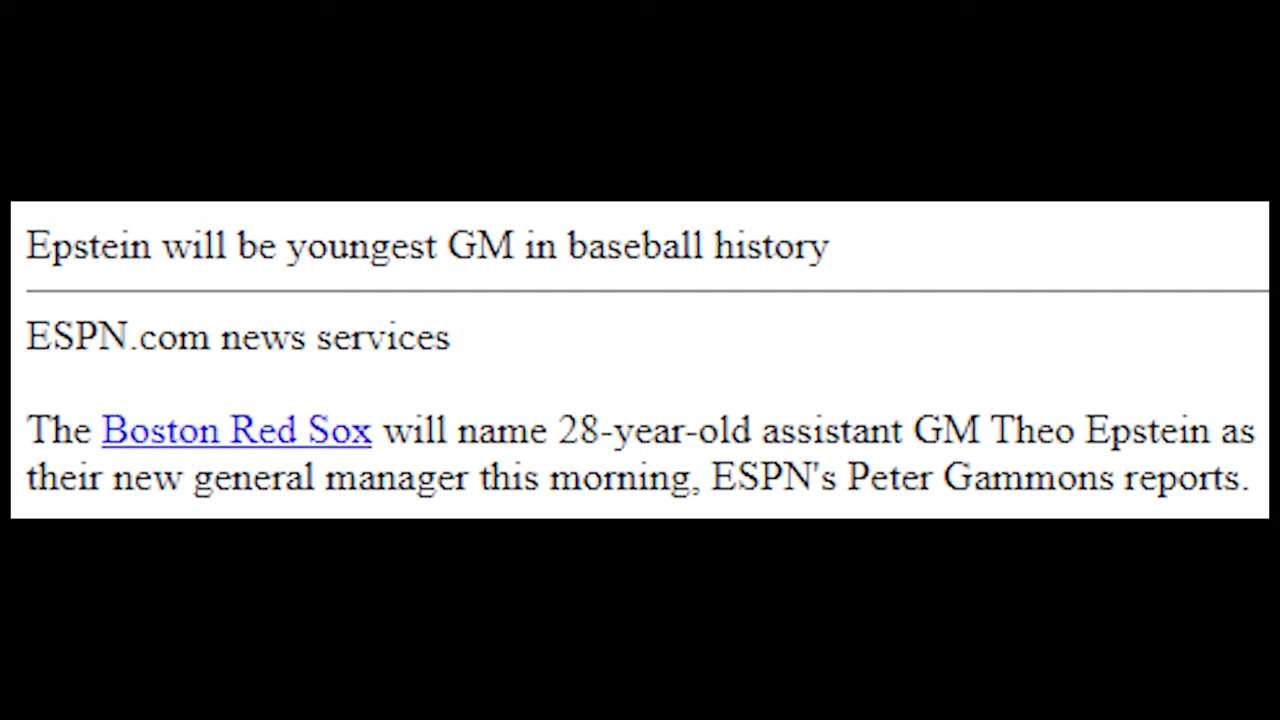 Epstein will be youngest GM in baseball history
ESPN.com news services
The Boston Red Sox will name 28-year-old assistant GM Theo Epstein as
their new general manager this morning, ESPN's Peter Gammons reports.